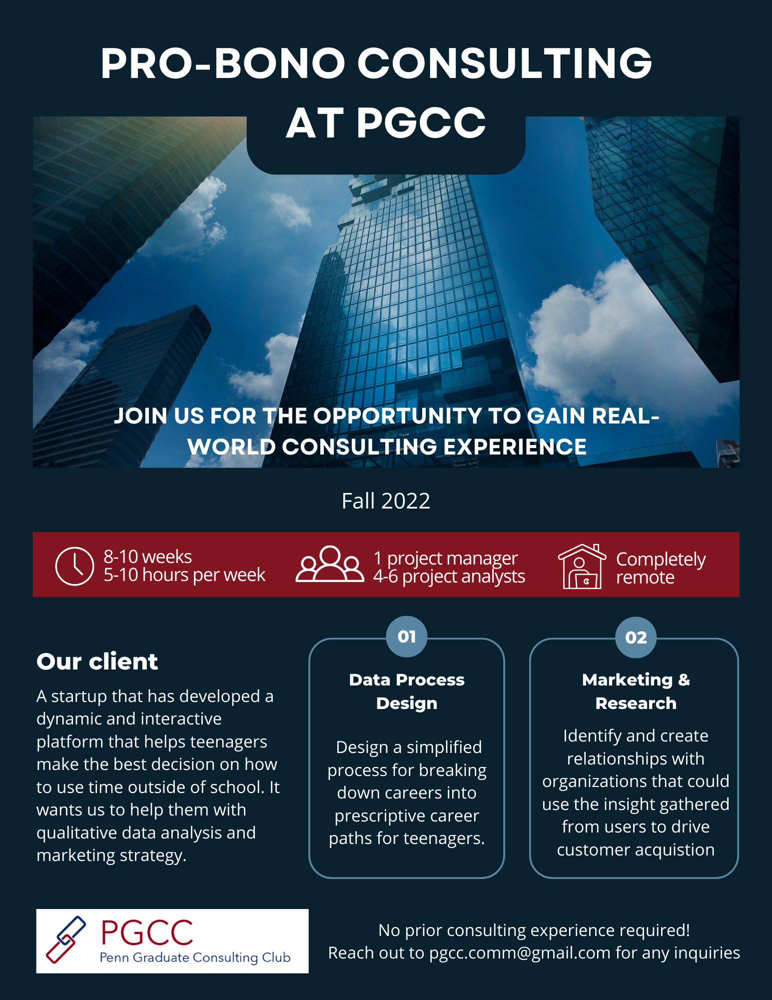 PRO-BONO CONSULTING
AT PGCC
JOIN US FOR THE OPPORTUNITY TO GAIN REAL-
WORLD CONSULTING EXPERIENCE
Fall 2022
8-10 weeks
5-10 hours per week
1 project manager
4-6 project analysts
Completely
remote
Our client
A startup that has developed a
dynamic and interactive
platform that helps teenagers
make the best decision on how
to use time outside of school. It
wants us to help them with
qualitative data analysis and
marketing strategy.
01
Data Process
Design
Design a simplified
process for breaking
down careers into
prescriptive career
paths for teenagers.
02
Marketing &
Research
Identify and create
relationships with
organizations that could
use the insight gathered
from users to drive
customer acquistion
PGCC
Penn Graduate Consulting Club
No prior consulting experience required!
Reach out to pgcc.comm@gmail.com for any inquiries